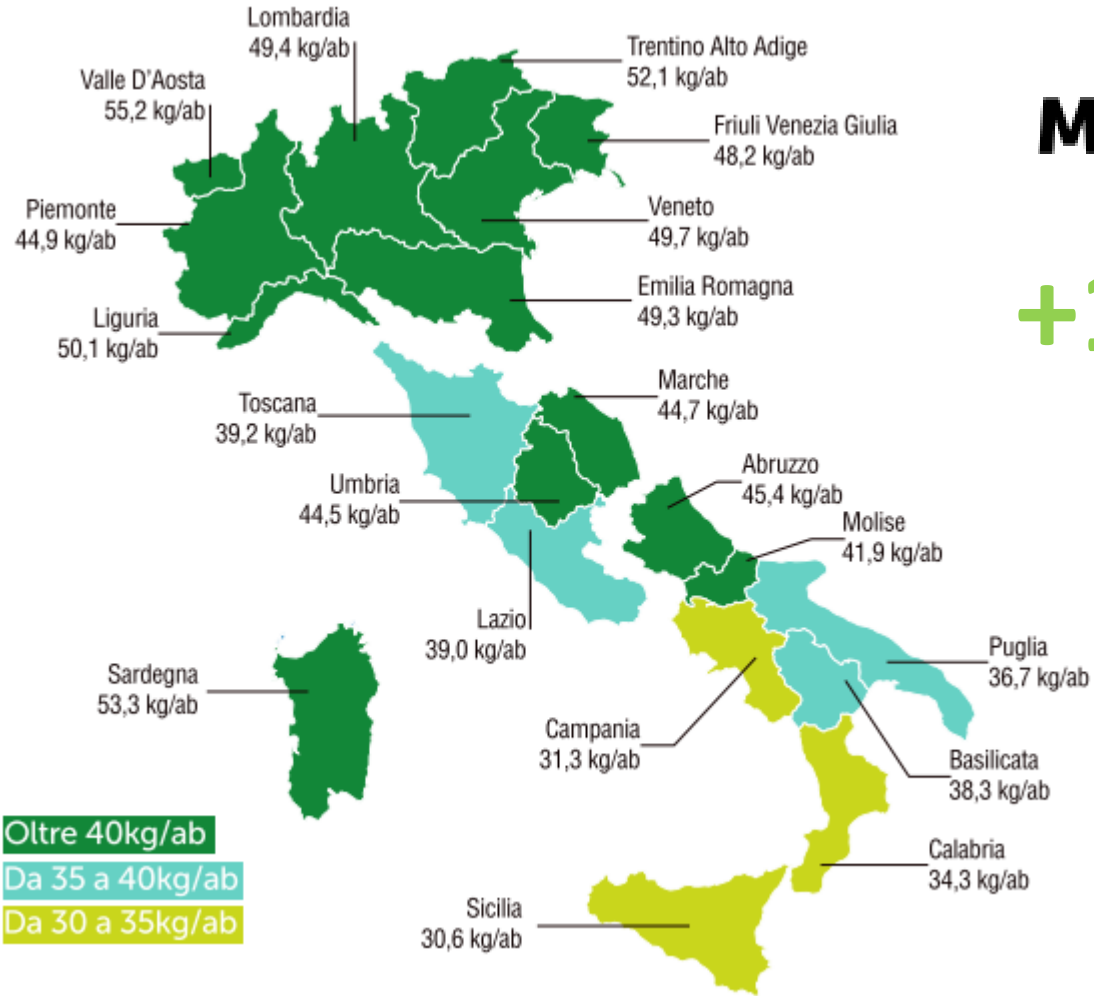 Lombardia
49,4 kg/ab
Trentino Alto Adige
52,1 kg/ab
Valle D'Aosta
55,2 kg/ab
Friuli Venezia Giulia
48,2 kg/ab
Piemonte
44,9 kg/ab
Veneto
49,7 kg/ab
Emilia Romagna
49,3 kg/ab
Liguria
50,1 kg/ab
Marche
44,7 kg/ab
Toscana
39,2 kg/ab
Umbria
44,5 kg/ab
Abruzzo
45,4 kg/ab
Molise
41,9 kg/ab
Lazio
39,0 kg/ab
Puglia
36,7 kg/ab
Sardegna
53,3 kg/ab
Campania
31,3 kg/ab
Basilicata
38,3 kg/ab
Calabria
34,3 kg/ab
Sicilia
30,6 kg/ab
Oltre 40kg/ab
Da 35 a 40kg/ab
Da 30 a 35kg/ab
M